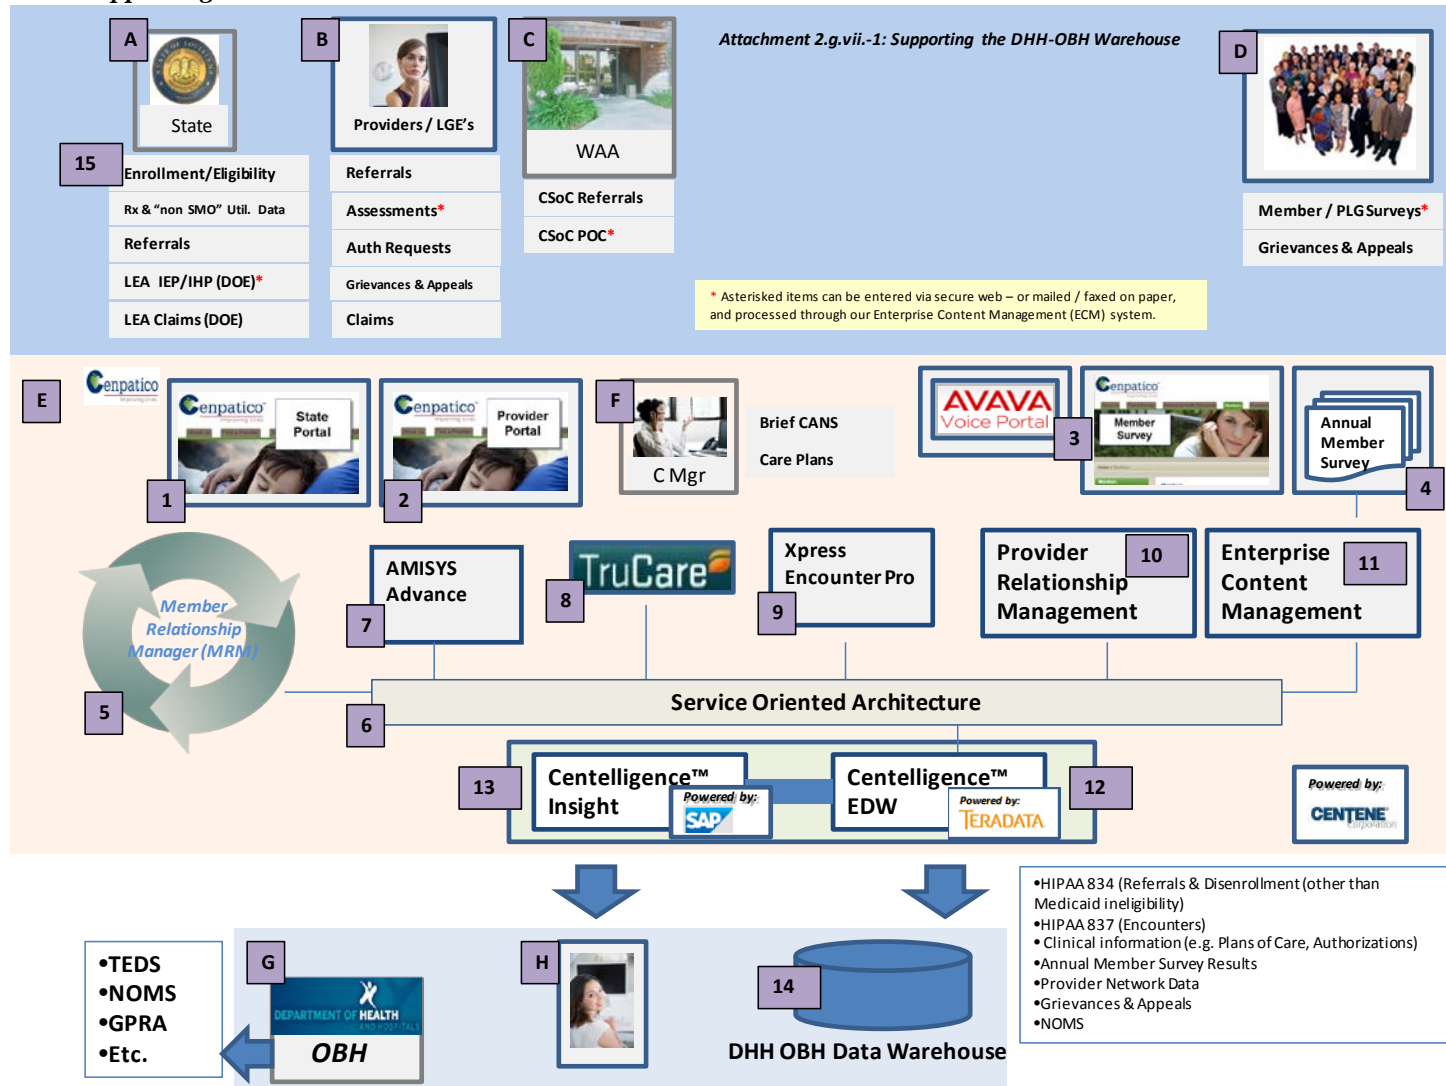 A
B
C
Attachment 2.g.vii.-1: Supporting the DHH-OBH Warehouse
D
State
Providers / LGE's
WAA
15
Enrollment/Eligibility
Rx & "non SMO" Util. Data
Referrals
LEA IEP/IHP (DOE)*
LEA Claims (DOE)
Referrals
Assessments*
Auth Requests
Grievances & Appeals
Claims
CSoC Referrals
CSoC POC*
Member / PLG Surveys*
Grievances & Appeals
* Asterisked items can be entered via secure web – or mailed / faxed on paper,
and processed through our Enterprise Content Management (ECM) system.
E
Cenpatico
Improving Lives
Cenpatico
State
Portal
1
Cenpatico
Provider
Portal
2
F
C Mgr
Brief CANS
Care Plans
AVAYA
Voice Portal
3
Cenpatico
Member
Survey
Annual
Member
Survey
4
Member
Relationship
Manager (MRM)
5
AMISYS
Advance
7
TruCare
8
Xpress
Encounter Pro
9
Provider
Relationship
Management
10
Enterprise
Content
Management
11
Service Oriented Architecture
6
13
Centelligence™
Insight
Powered by:
SAP
Centelligence™
EDW
Powered by:
TERADATA
12
Powered by:
CENTENE
Corporation
•HIPAA 834 (Referrals & Disenrollment (other than
Medicaid ineligibility)
•HIPAA 837 (Encounters)
• Clinical information (e.g. Plans of Care, Authorizations)
•Annual Member Survey Results
•Provider Network Data
•Grievances & Appeals
•NOMS
•TEDS
•NOMS
•GPRA
•Etc.
G
DEPARTMENT OF HEALTH
AND HOSPITALS
OBH
H
14
DHH OBH Data Warehouse